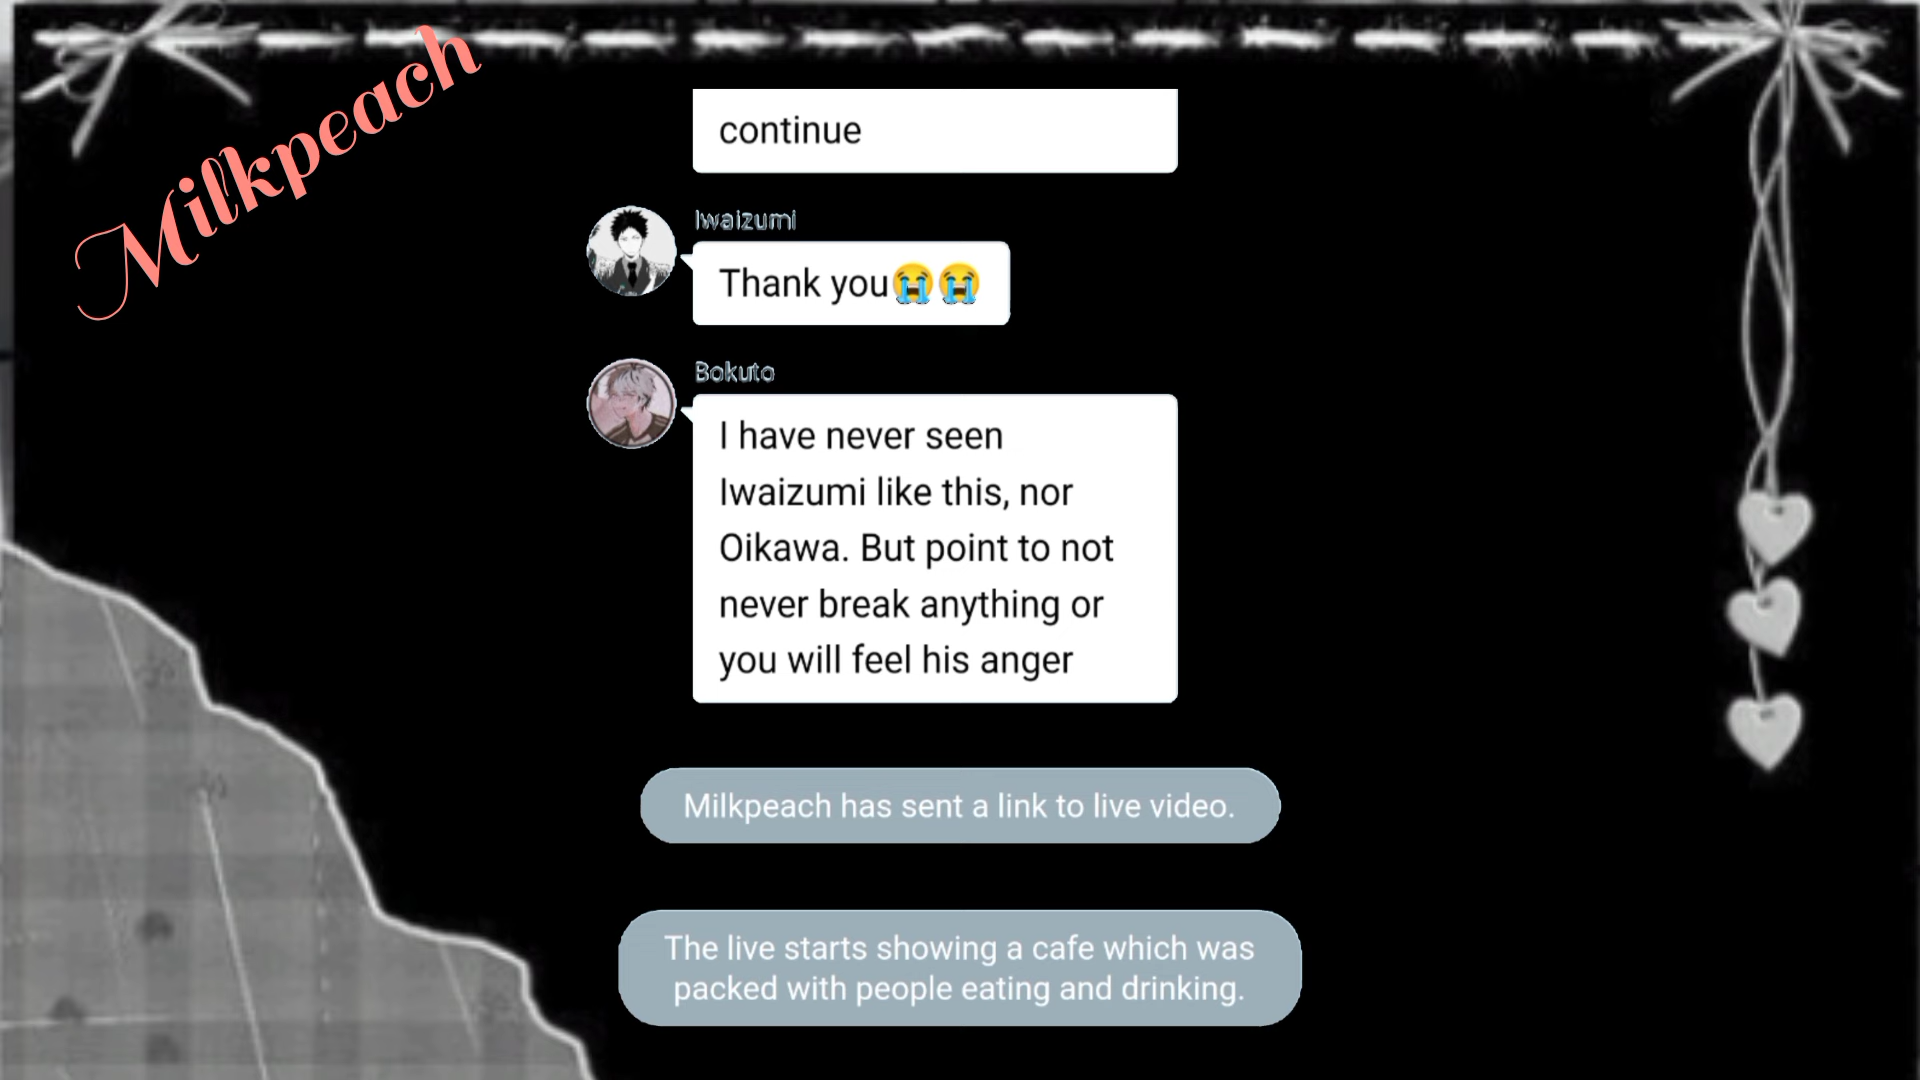 Milkpeach
continue
Iwaizumi
Thank you😭😭
Bokuto
I have never seen
Iwaizumi like this, nor
Oikawa. But point to not
never break anything or
you will feel his anger
Milkpeach has sent a link to live video.
The live starts showing a cafe which was
packed with people eating and drinking.